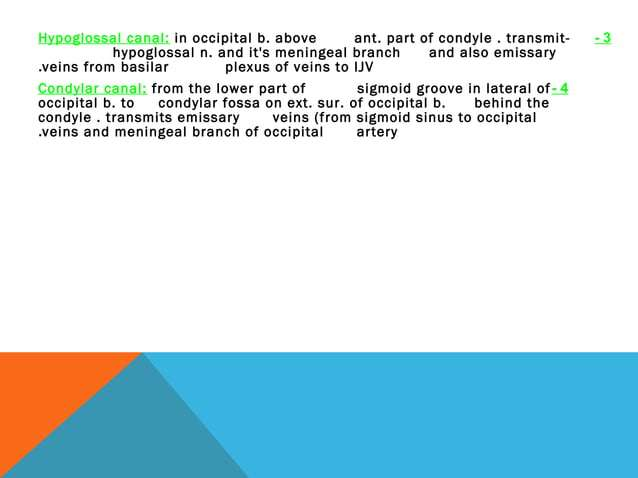 Hypoglossal canal: in occipital b. above ant. part of condyle . transmit- - 3
hypoglossal n. and it's meningeal branch and also emissary
.veins from basilar plexus of veins to IJV
Condylar canal: from the lower part of sigmoid groove in lateral of - 4
occipital b. to condylar fossa on ext. sur. of occipital b. behind the
condyle . transmits emissary veins (from sigmoid sinus to occipital
.veins and meningeal branch of occipital artery